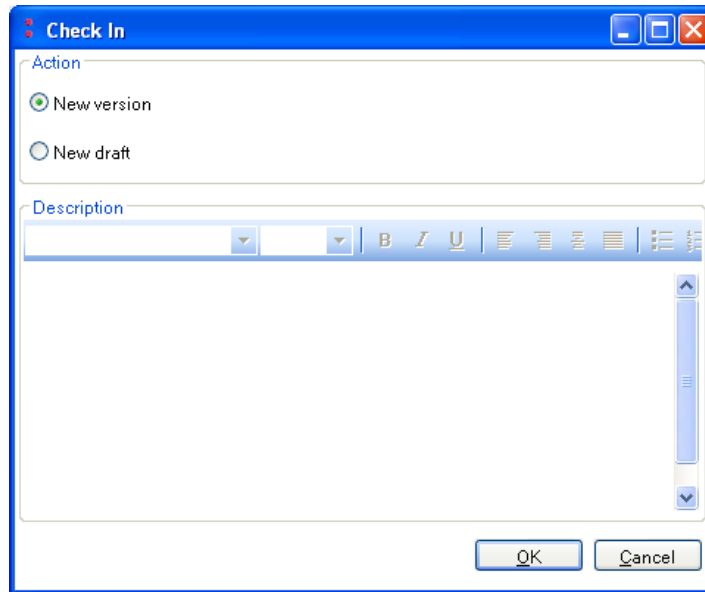 Check In
Action
New version
New draft
Description
B I U
OK Cancel